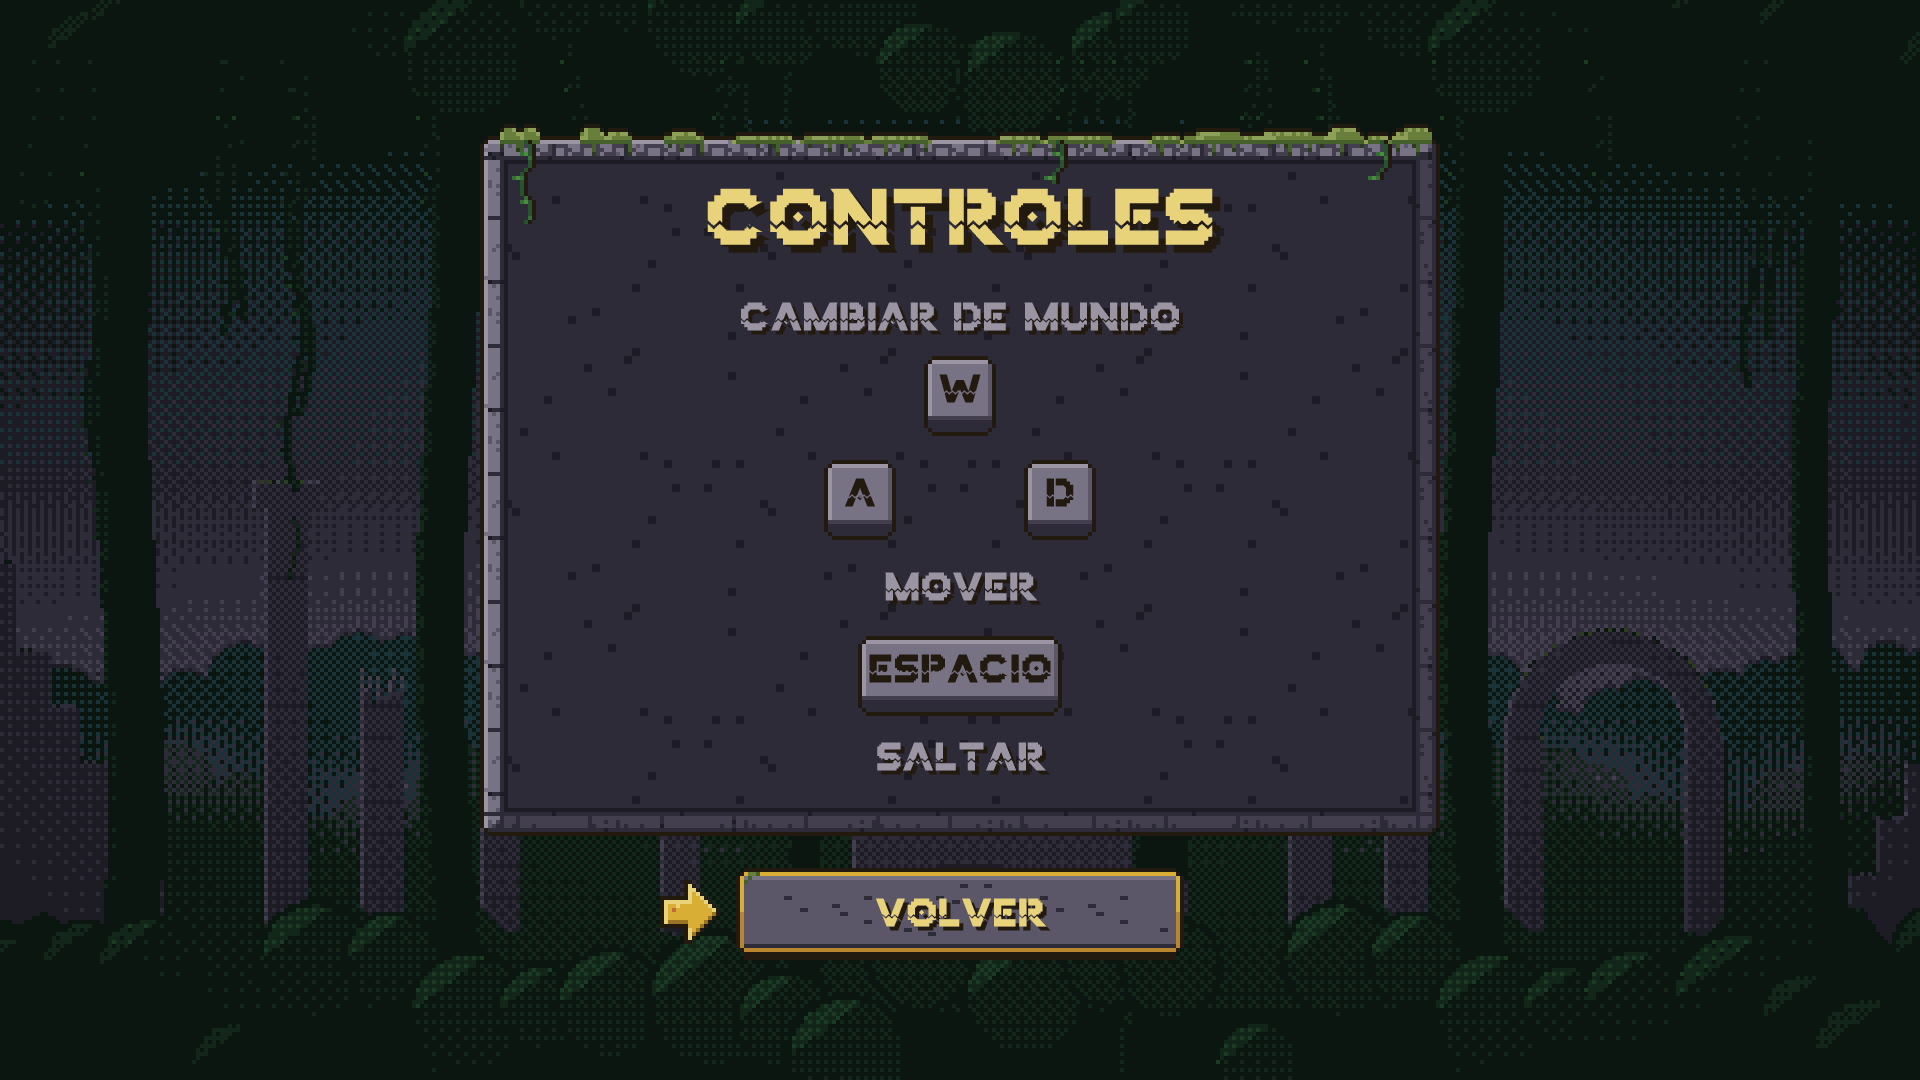 CONTROLES
CAMBIAR DE MUNDO
W
A D
MOVER
ESPACIO
SALTAR
VOLVER